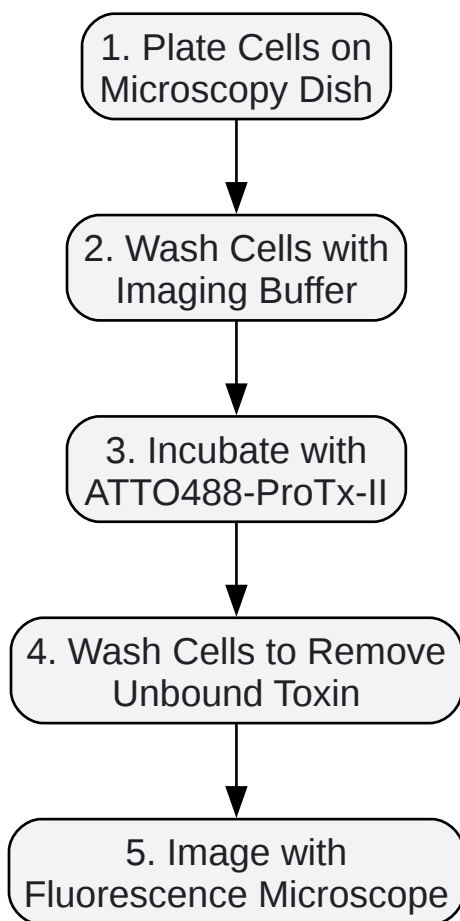 1. Plate Cells on
Microscopy Dish
2. Wash Cells with
Imaging Buffer
3. Incubate with
ATTO488-ProTx-II
4. Wash Cells to Remove
Unbound Toxin
5. Image with
Fluorescence Microscope